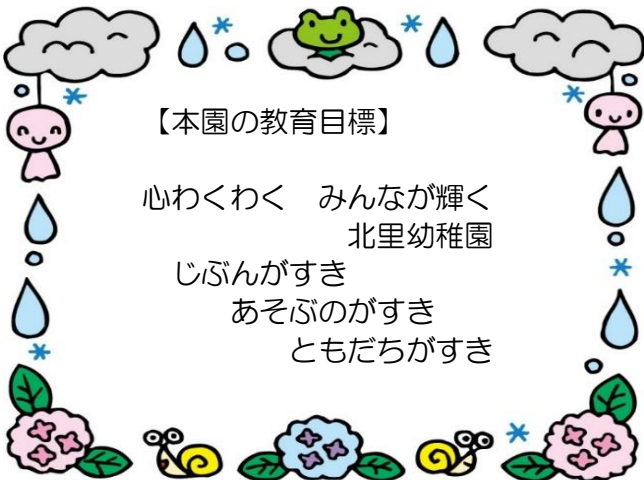 【本園の教育目標】
心わくわく　みんなが輝く
北里幼稚園
じぶんがすき
あそぶのがすき
ともだちがすき